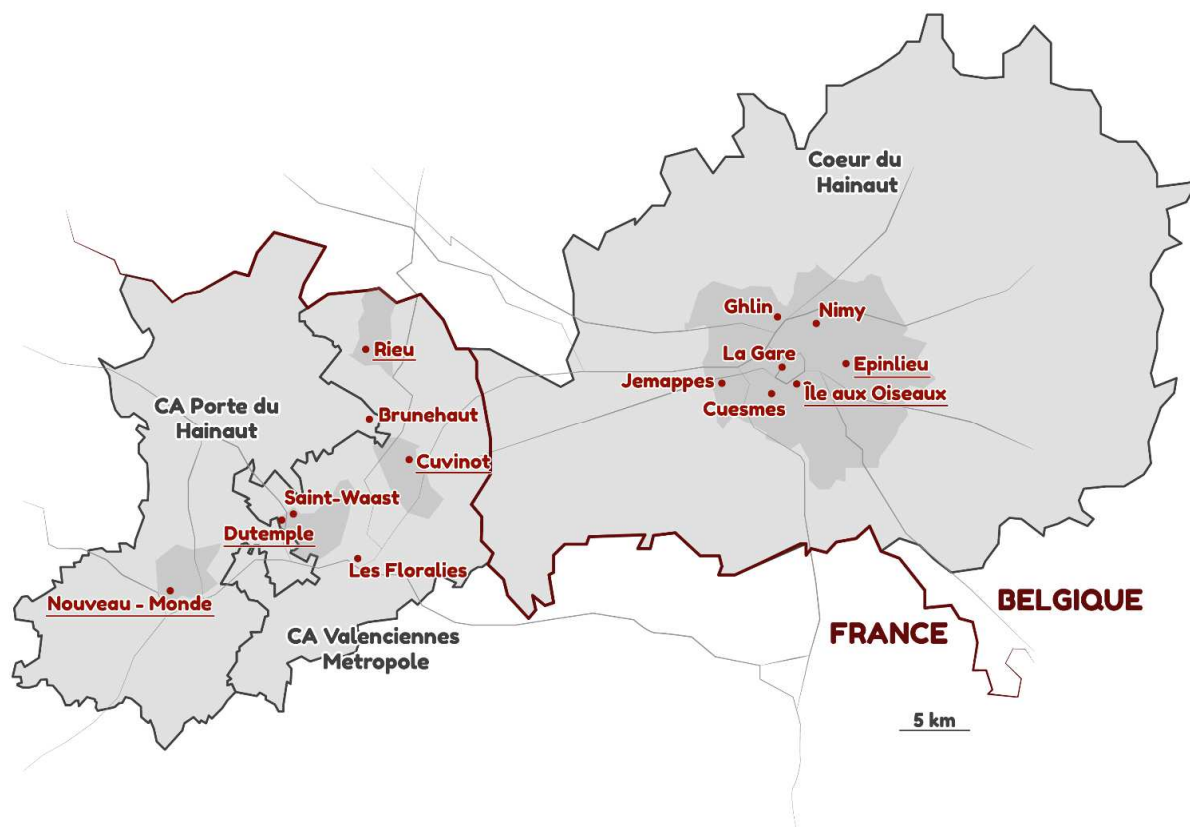 Coeur du
Hainaut
Ghlin
Nimy
Rieu
La Gare
Epinlieu
Jemappes
Île aux Oiseaux
Cuesmes
CA Porte du
Hainaut
Brunehaut
Cuvinot
Saint-Waast
Dutemple
Les Floralies
Nouveau - Monde
BELGIQUE
FRANCE
CA Valenciennes
Métropole
5 km